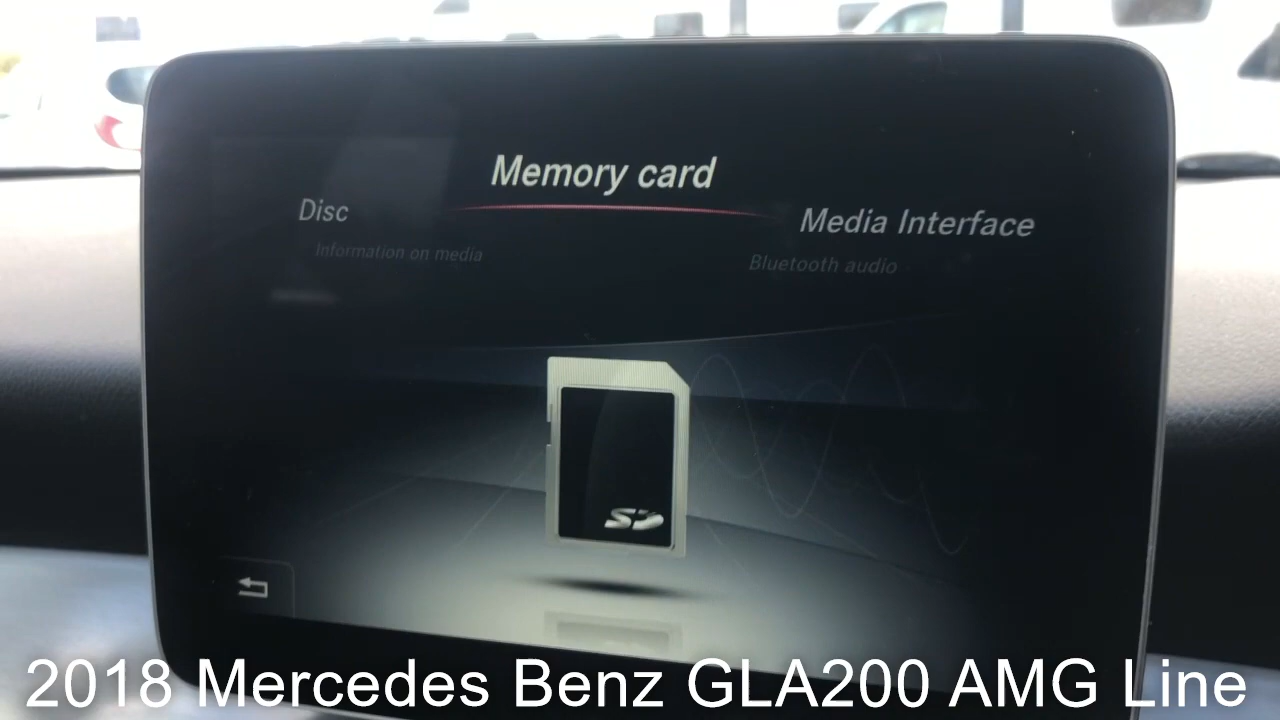 Memory card
Disc
Media Interface
Information on media
Bluetooth audio
SD
2018 Mercedes Benz GLA200 AMG Line